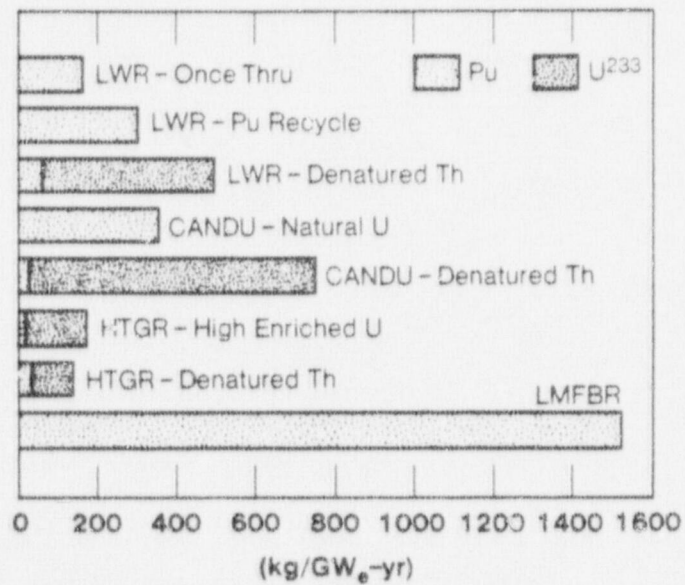 LWR – Once Thru Pu U²³³
LWR – Pu Recycle
LWR – Denatured Th
CANDU – Natural U
CANDU – Denatured Th
HTGR – High Enriched U
HTGR – Denatured Th
LMFBR
0 200 400 600 800 1000 1200 1400 1600
(kg/GWₑ-yr)